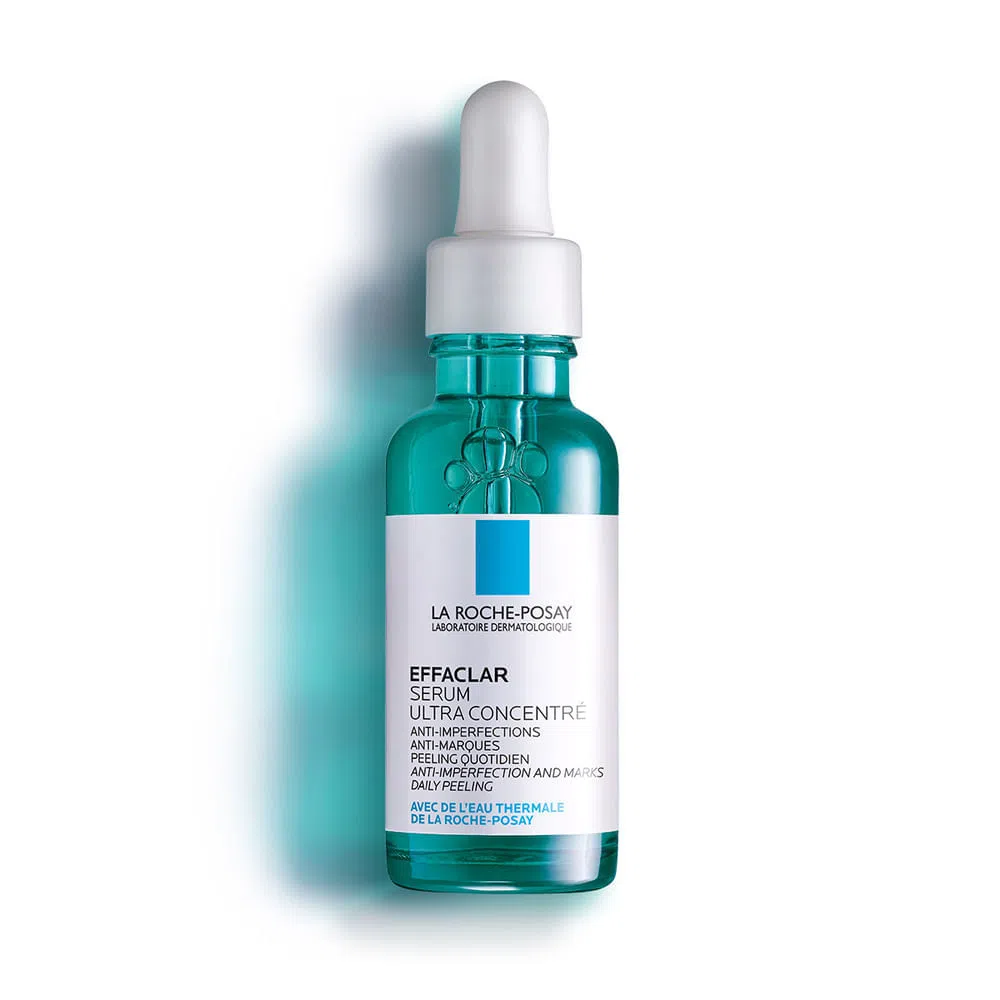 LA ROCHE-POSAY
LABORATOIRE DERMATOLOGIQUE
EFFACLAR
SERUM
ULTRA CONCENTRÉ
ANTI-IMPERFECTIONS
ANTI-MARQUES
PEELING QUOTIDIEN
ANTI-IMPERFECTION AND MARKS
DAILY PEELING
AVEC DE L'EAU THERMALE
DE LA ROCHE-POSAY